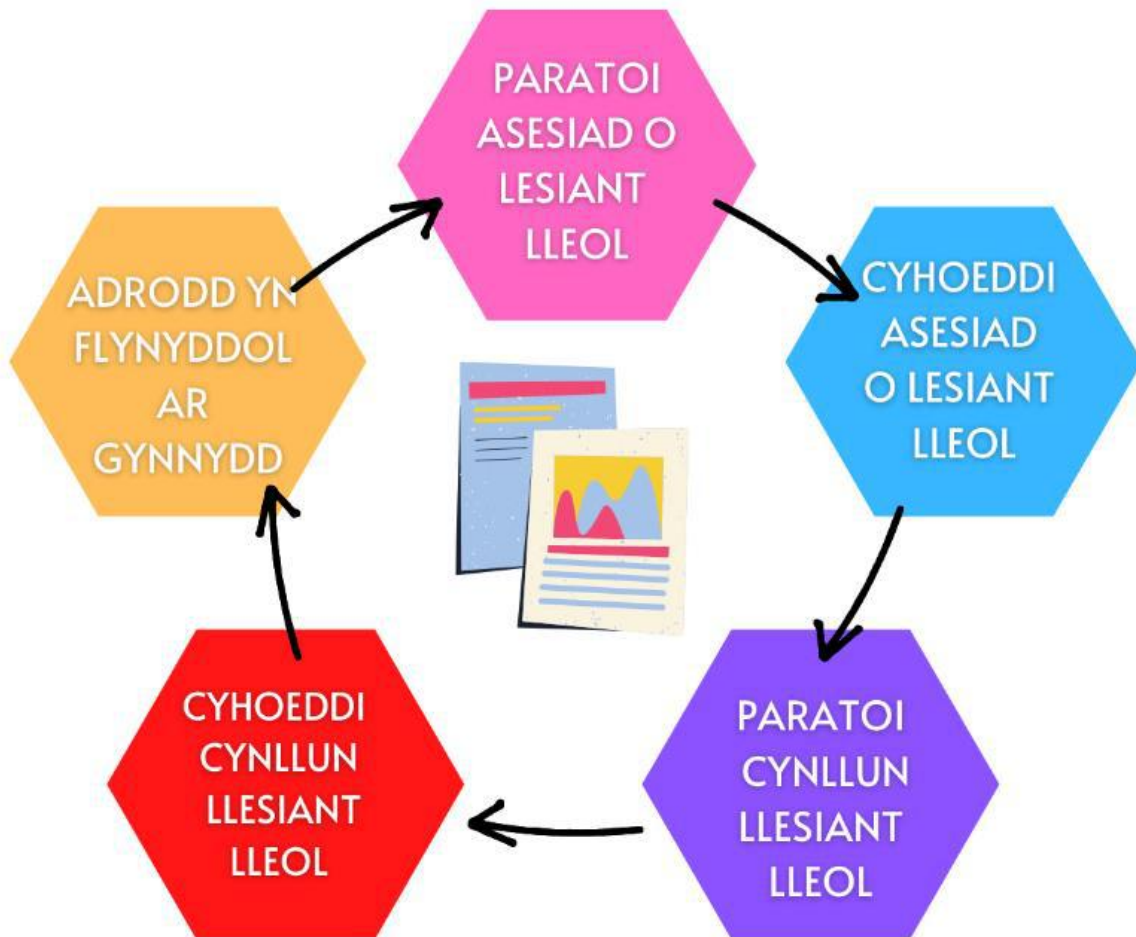 PARATOI
ASESIAD O
LESIANT
LLEOL
CYHOEDDI
ASESIAD
O LESIANT
LLEOL
PARATOI
CYNLLUN
LLESIANT
LLEOL
CYHOEDDI
CYNLLUN
LLESIANT
LLEOL
ADRODD YN
FLYNYDDOL
AR
GYNNYDD